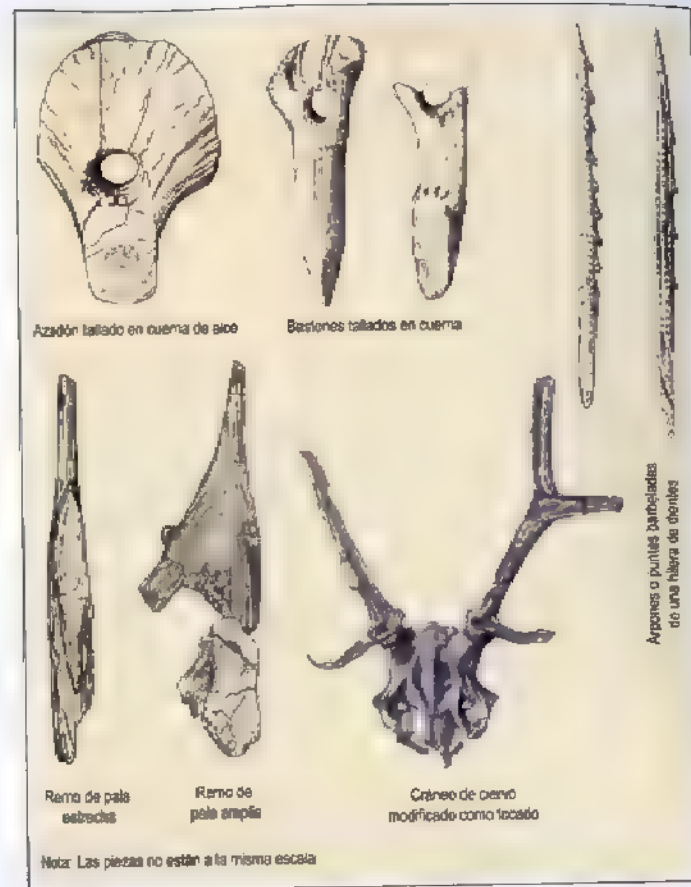 Azadón tallado en cuerna de alce
Bastones tallados en cuerna
Arpones o puntas barbeladas
de una hilera de dientes
Remo de pala
estrecha
Remo de
pala amplia
Cráneo de ciervo
modificado como tocado
Nota: Las piezas no están a la misma escala